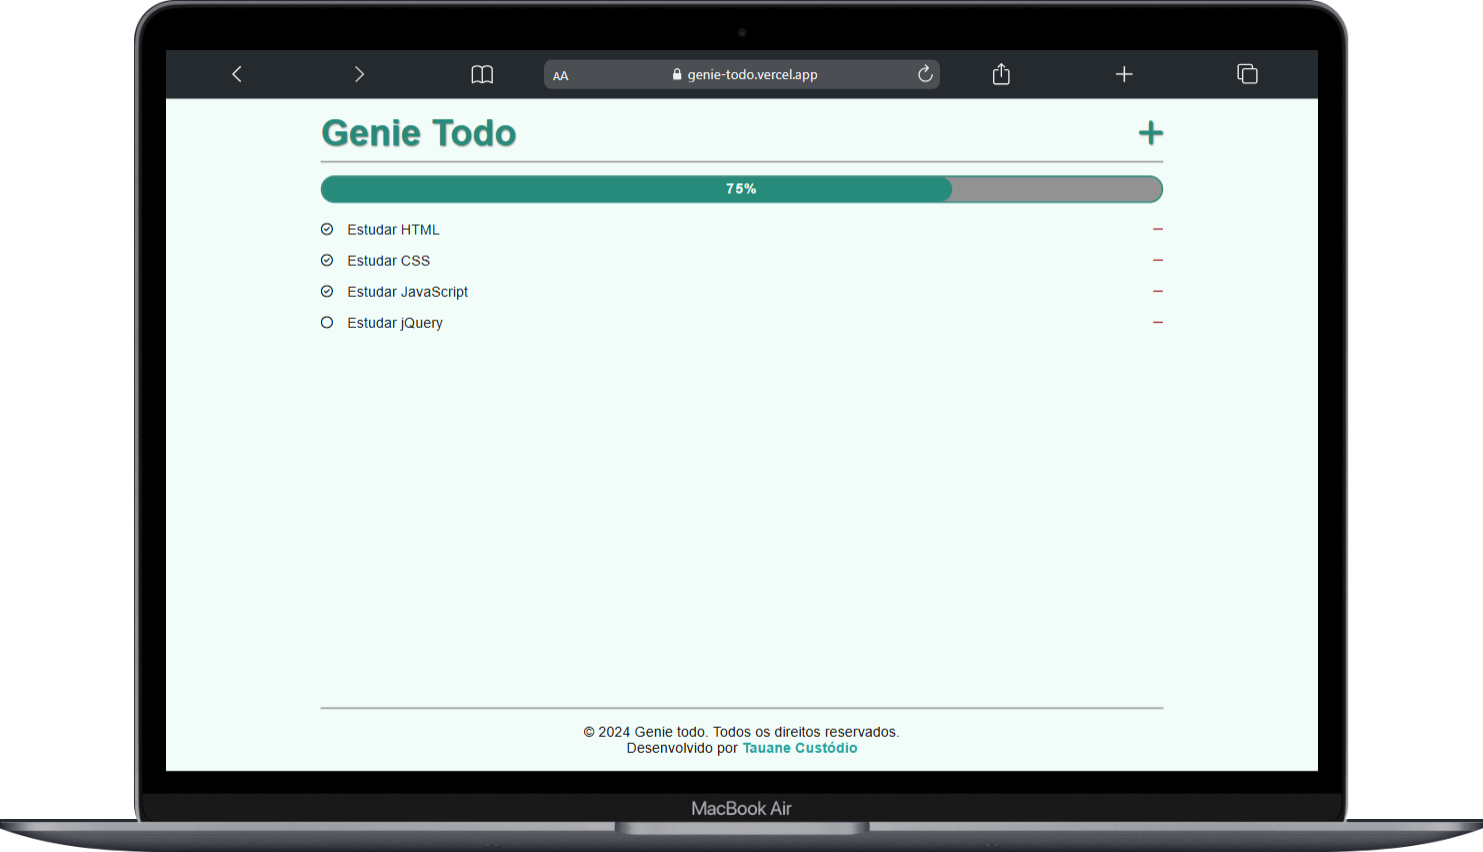 AA genie-todo.vercel.app
Genie Todo
75%
Estudar HTML
Estudar CSS
Estudar JavaScript
Estudar jQuery
© 2024 Genie todo. Todos os direitos reservados.
Desenvolvido por Tauane Custódio
MacBook Air